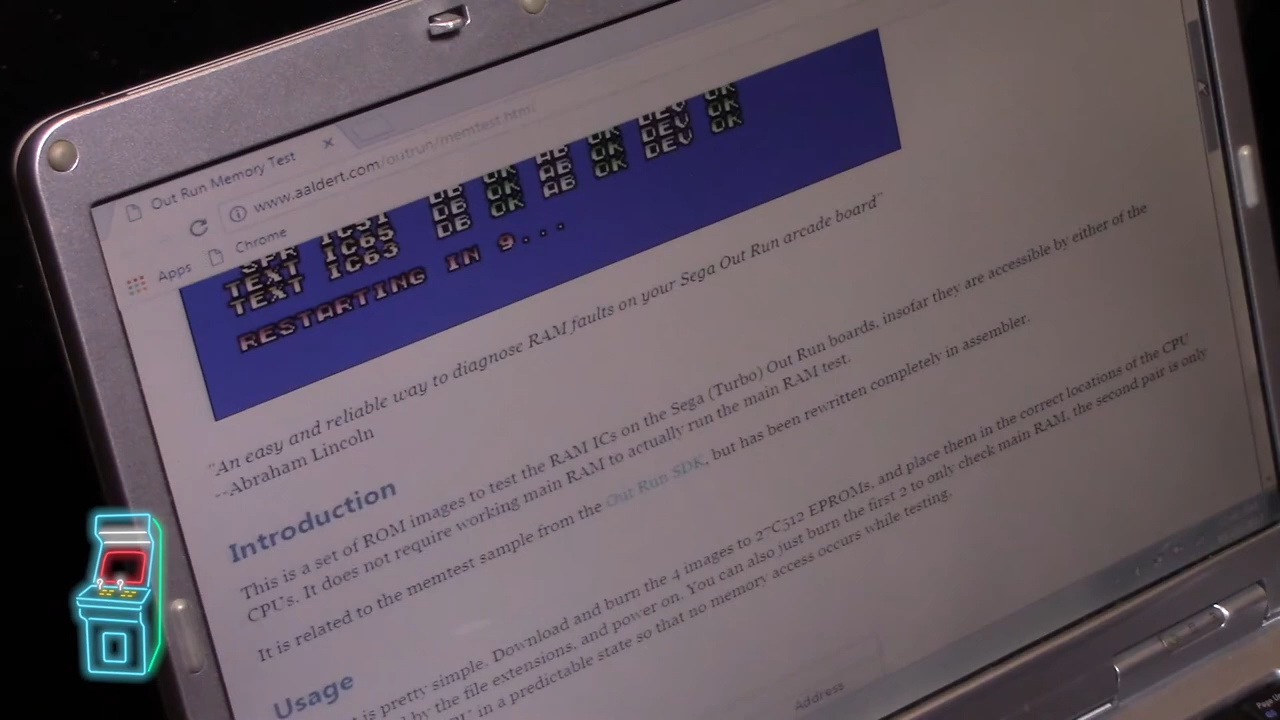 Out Run Memory Test
www.aaldert.com/outrun/memtest.html
Apps
Chrome
SPR IC51 DB OK AB OK DEV OK
TEXT IC65 DB OK AB OK DEV OK
TEXT IC63 DB OK AB OK DEV OK
RESTARTING IN 9...
"An easy and reliable way to diagnose RAM faults on your Sega Out Run arcade board"
--Abraham Lincoln
Introduction
This is a set of ROM images to test the RAM ICs on the Sega (Turbo) Out Run boards, insofar they are accessible by either of the
CPUs. It does not require working main RAM to actually run the main RAM test.
It is related to the memtest sample from the Out Run SDK, but has been rewritten completely in assembler.
Usage
is pretty simple. Download and burn the 4 images to 27C512 EPROMs, and place them in the correct locations of the CPU
by the file extensions, and power on. You can also just burn the first 2 to only check main RAM, the second pair is only
in a predictable state so that no memory access occurs while testing.
Address